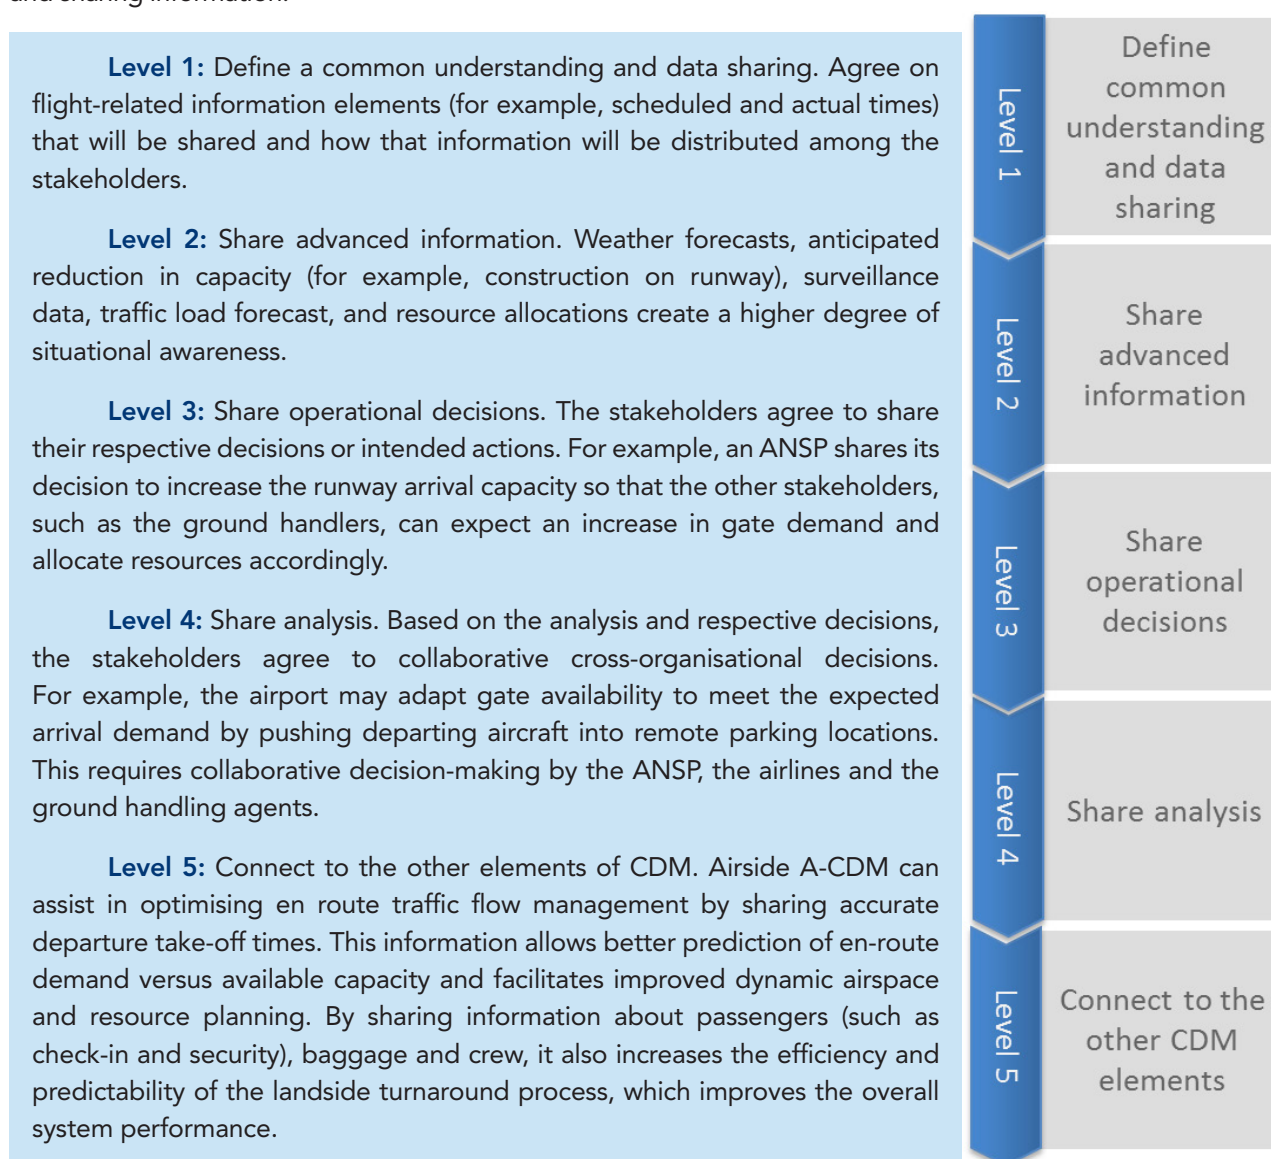 and sharing information.
Level 1: Define a common understanding and data sharing. Agree on
flight-related information elements (for example, scheduled and actual times)
that will be shared and how that information will be distributed among the
stakeholders.
Level 2: Share advanced information. Weather forecasts, anticipated
reduction in capacity (for example, construction on runway), surveillance
data, traffic load forecast, and resource allocations create a higher degree of
situational awareness.
Level 3: Share operational decisions. The stakeholders agree to share
their respective decisions or intended actions. For example, an ANSP shares its
decision to increase the runway arrival capacity so that the other stakeholders,
such as the ground handlers, can expect an increase in gate demand and
allocate resources accordingly.
Level 4: Share analysis. Based on the analysis and respective decisions,
the stakeholders agree to collaborative cross-organisational decisions.
For example, the airport may adapt gate availability to meet the expected
arrival demand by pushing departing aircraft into remote parking locations.
This requires collaborative decision-making by the ANSP, the airlines and the
ground handling agents.
Level 5: Connect to the other elements of CDM. Airside A-CDM can
assist in optimising en route traffic flow management by sharing accurate
departure take-off times. This information allows better prediction of en-route
demand versus available capacity and facilitates improved dynamic airspace
and resource planning. By sharing information about passengers (such as
check-in and security), baggage and crew, it also increases the efficiency and
predictability of the landside turnaround process, which improves the overall
system performance.
Level 1
Define
common
understanding
and data
sharing
Level 2
Share
advanced
information
Level 3
Share
operational
decisions
Level 4
Share analysis
Level 5
Connect to the
other CDM
elements